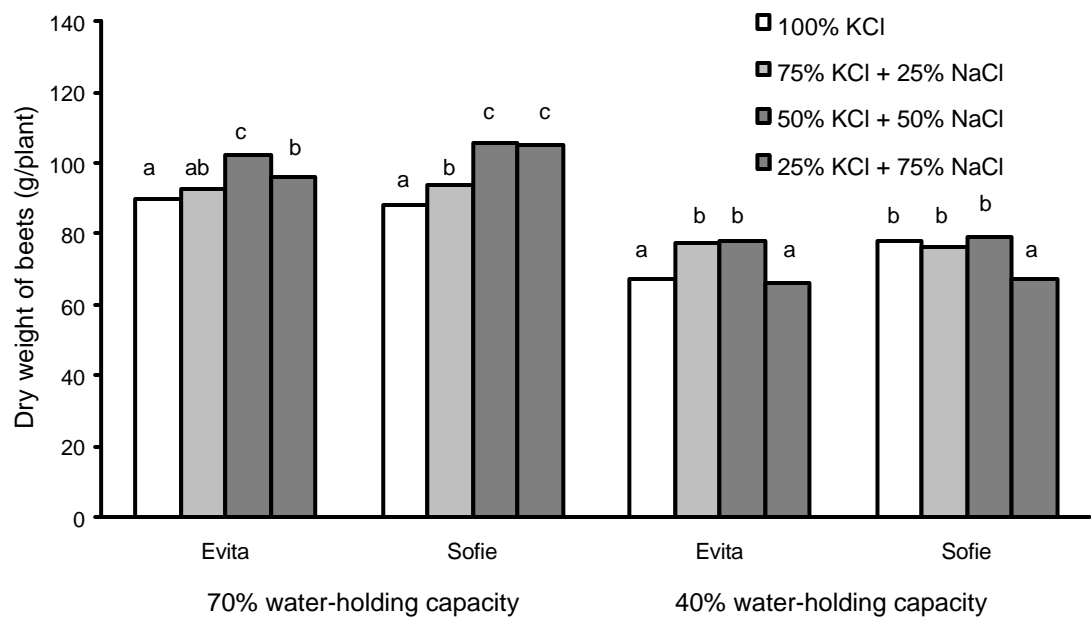 140
120
100
80
60
40
20
0
Dry weight of beets (g/plant)
100% KCl
75% KCl + 25% NaCl
50% KCl + 50% NaCl
25% KCl + 75% NaCl
a ab c b
a b c c
a b b a
b b b a
Evita Sofie Evita Sofie
70% water-holding capacity 40% water-holding capacity